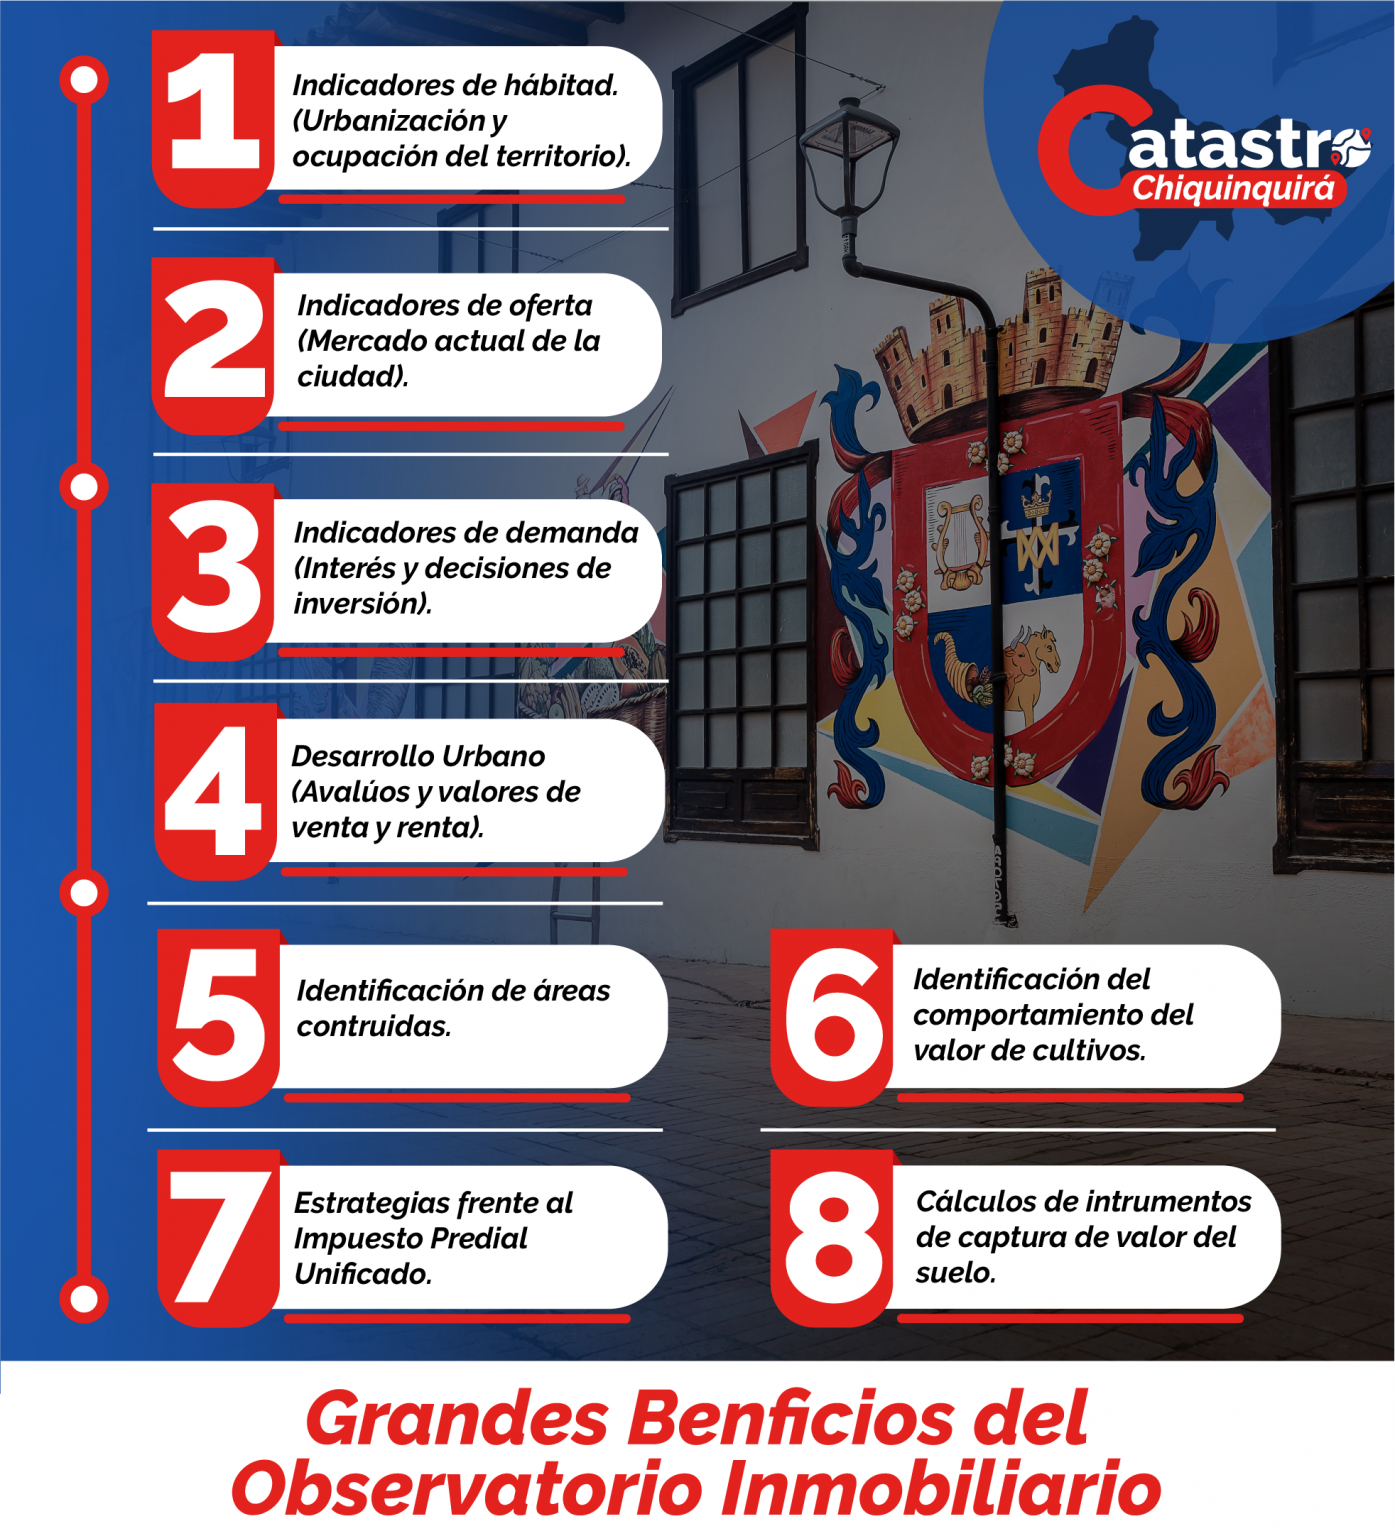 1
Indicadores de hábitad.
(Urbanización y
ocupación del territorio).
Catastro
Chiquinquirá
2
Indicadores de oferta
(Mercado actual de la
ciudad).
3
Indicadores de demanda
(Interés y decisiones de
inversión).
4
Desarrollo Urbano
(Avalúos y valores de
venta y renta).
5
Identificación de áreas
contruidas.
6
Identificación del
comportamiento del
valor de cultivos.
7
Estrategias frente al
Impuesto Predial
Unificado.
8
Cálculos de intrumentos
de captura de valor del
suelo.
Grandes Benficios del
Observatorio Inmobiliario